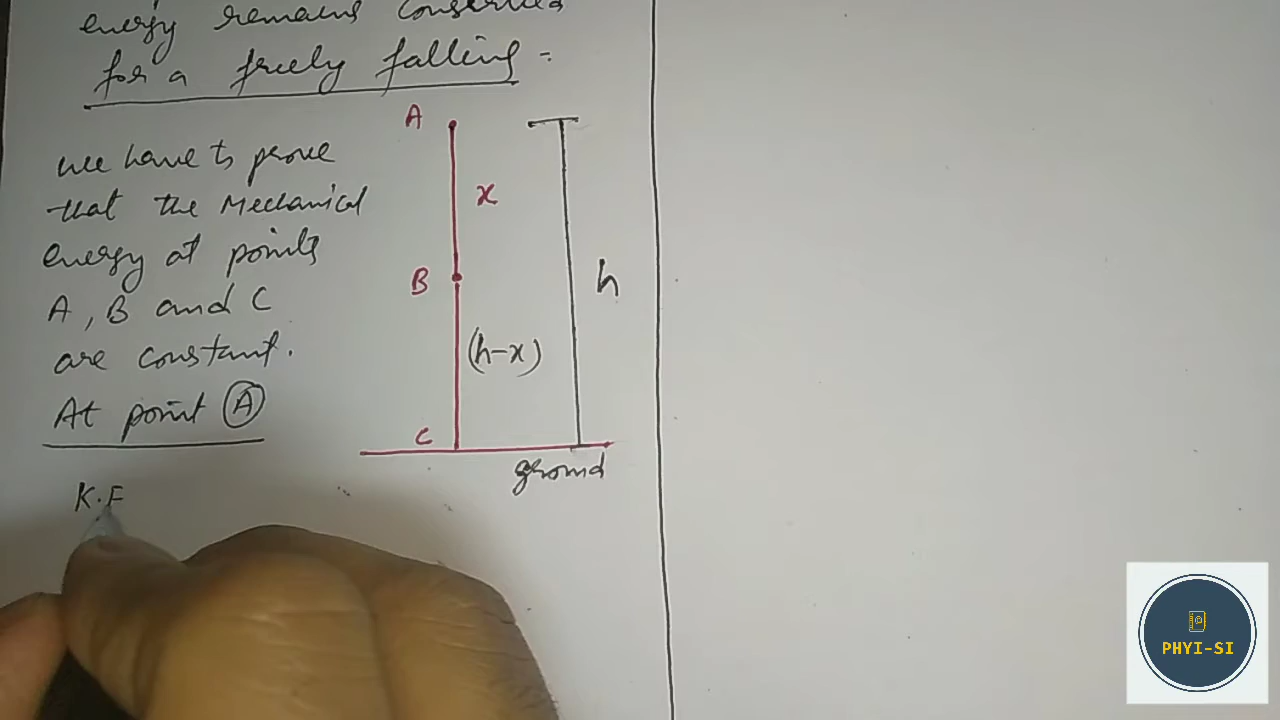 energy remains conserved
for a freely falling =
we have to prove
that the Mechanical
energy at points
A, B and C
are constant.
At point A
K.E
A
x
B
(h-x)
C
h
ground
PHYI-SI